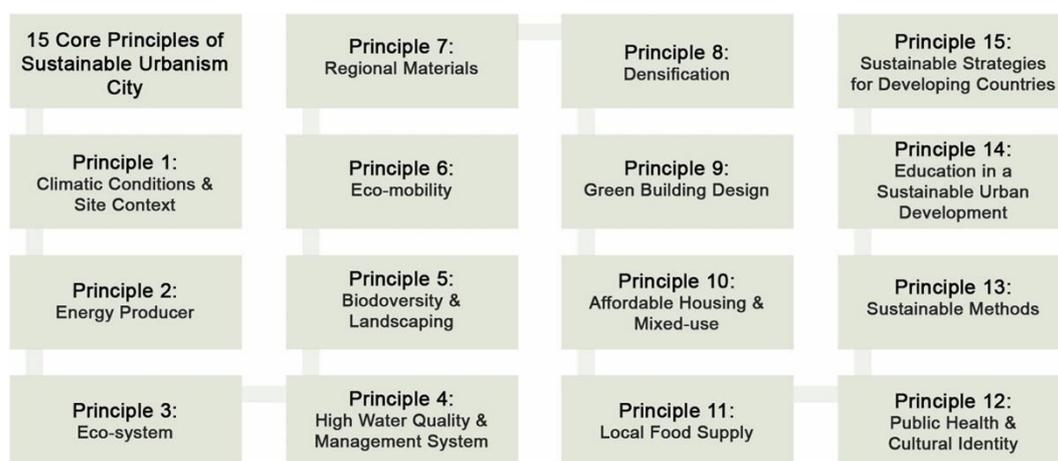 15 Core Principles of
Sustainable Urbanism
City
Principle 1:
Climatic Conditions &
Site Context
Principle 2:
Energy Producer
Principle 3:
Eco-system
Principle 4:
High Water Quality &
Management System
Principle 5:
Biodoversity &
Landscaping
Principle 6:
Eco-mobility
Principle 7:
Regional Materials
Principle 8:
Densification
Principle 9:
Green Building Design
Principle 10:
Affordable Housing &
Mixed-use
Principle 11:
Local Food Supply
Principle 12:
Public Health &
Cultural Identity
Principle 13:
Sustainable Methods
Principle 14:
Education in a
Sustainable Urban
Development
Principle 15:
Sustainable Strategies
for Developing Countries